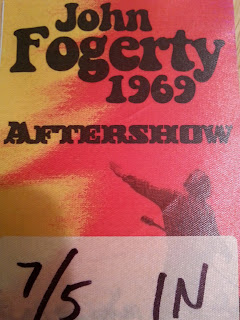 John
Fogerty
1969
AFTERSHOW
7/5 IN